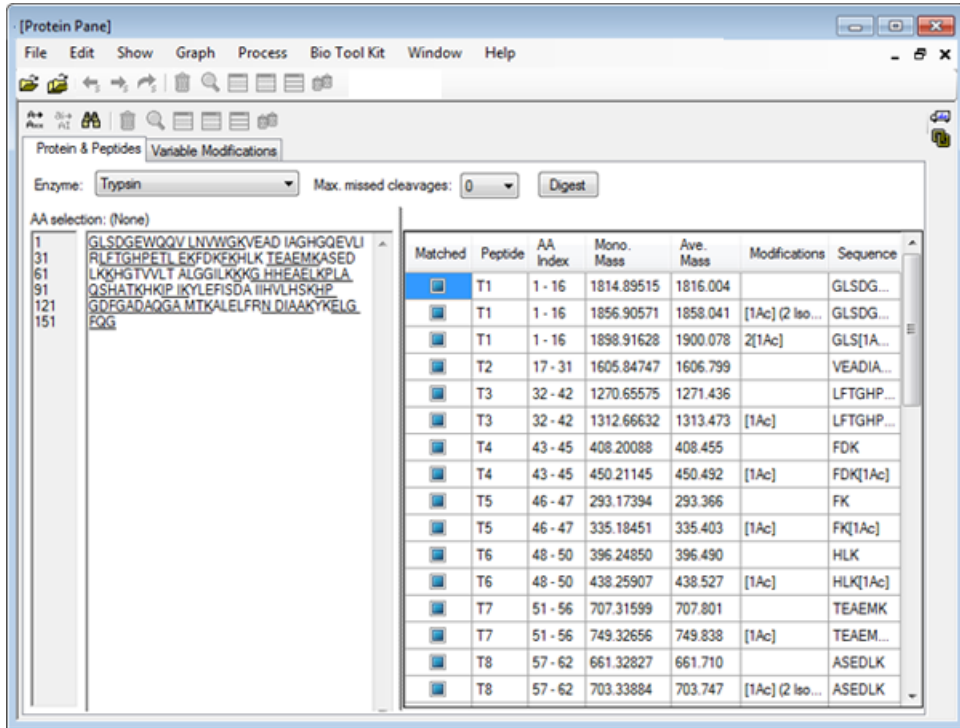 [Protein Pane]
File Edit Show Graph Process Bio Tool Kit Window Help
Protein & Peptides Variable Modifications
Enzyme: Trypsin Max. missed cleavages: 0 Digest
AA selection: (None)
1 GLSDGEWQQV LNVWGKVEAD IAGHGQEVLI
31 RLFTGHPETL EKFDKFKHLK TEAEMKASED
61 LKKHGTVVLT ALGGILKKKG HHEAELKPLA
91 QSHATKHKIP IKYLEFISDA IIHVLHSKHP
121 GDFGADAQGA MTKALELFRN DIAAKYKELG
151 FQG
Matched Peptide AA Index Mono. Mass Ave. Mass Modifications Sequence
T1 1 - 16 1814.89515 1816.004 GLSDG...
T1 1 - 16 1856.90571 1858.041 [1Ac] (2 Iso... GLSDG...
T1 1 - 16 1898.91628 1900.078 2[1Ac] GLS[1A...
T2 17 - 31 1605.84747 1606.799 VEADIA...
T3 32 - 42 1270.65575 1271.436 LFTGHP...
T3 32 - 42 1312.66632 1313.473 [1Ac] LFTGHP...
T4 43 - 45 408.20088 408.455 FDK
T4 43 - 45 450.21145 450.492 [1Ac] FDK[1Ac]
T5 46 - 47 293.17394 293.366 FK
T5 46 - 47 335.18451 335.403 [1Ac] FK[1Ac]
T6 48 - 50 396.24850 396.490 HLK
T6 48 - 50 438.25907 438.527 [1Ac] HLK[1Ac]
T7 51 - 56 707.31599 707.801 TEAEMK
T7 51 - 56 749.32656 749.838 [1Ac] TEAEM...
T8 57 - 62 661.32827 661.710 ASEDLK
T8 57 - 62 703.33884 703.747 [1Ac] (2 Iso... ASEDLK